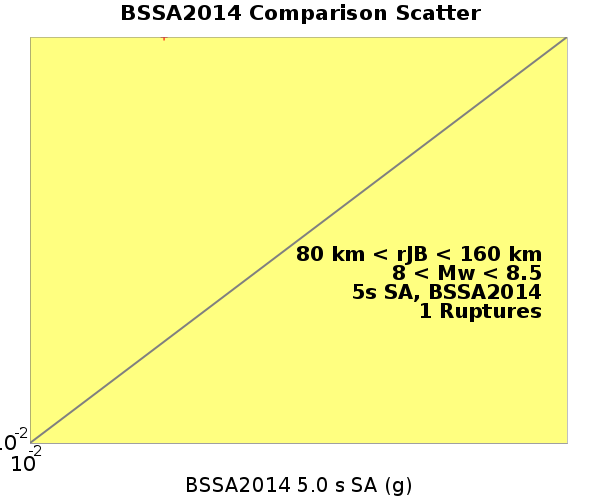 BSSA2014 Comparison Scatter
80 km < rJB < 160 km
8 < Mw < 8.5
5s SA, BSSA2014
1 Ruptures
10-2
10-2
BSSA2014 5.0 s SA (g)